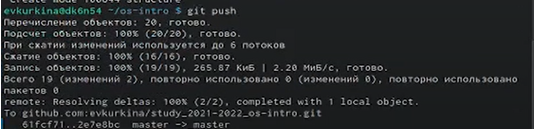 create mode 100644 structure
evkurkina@dk6n54 ~/os-intro $ git push
Перечисление объектов: 20, готово.
Подсчет объектов: 100% (20/20), готово.
При сжатии изменений используется до 6 потоков
Сжатие объектов: 100% (16/16), готово.
Запись объектов: 100% (19/19), 265.87 КиБ | 2.20 МиБ/с, готово.
Всего 19 (изменений 2), повторно использовано 0 (изменений 0), повторно использовано
пакетов 0
remote: Resolving deltas: 100% (2/2), completed with 1 local object.
To github.com:evkurkina/study_2021-2022_os-intro.git
61fcf71..2e7e8bc master -> master